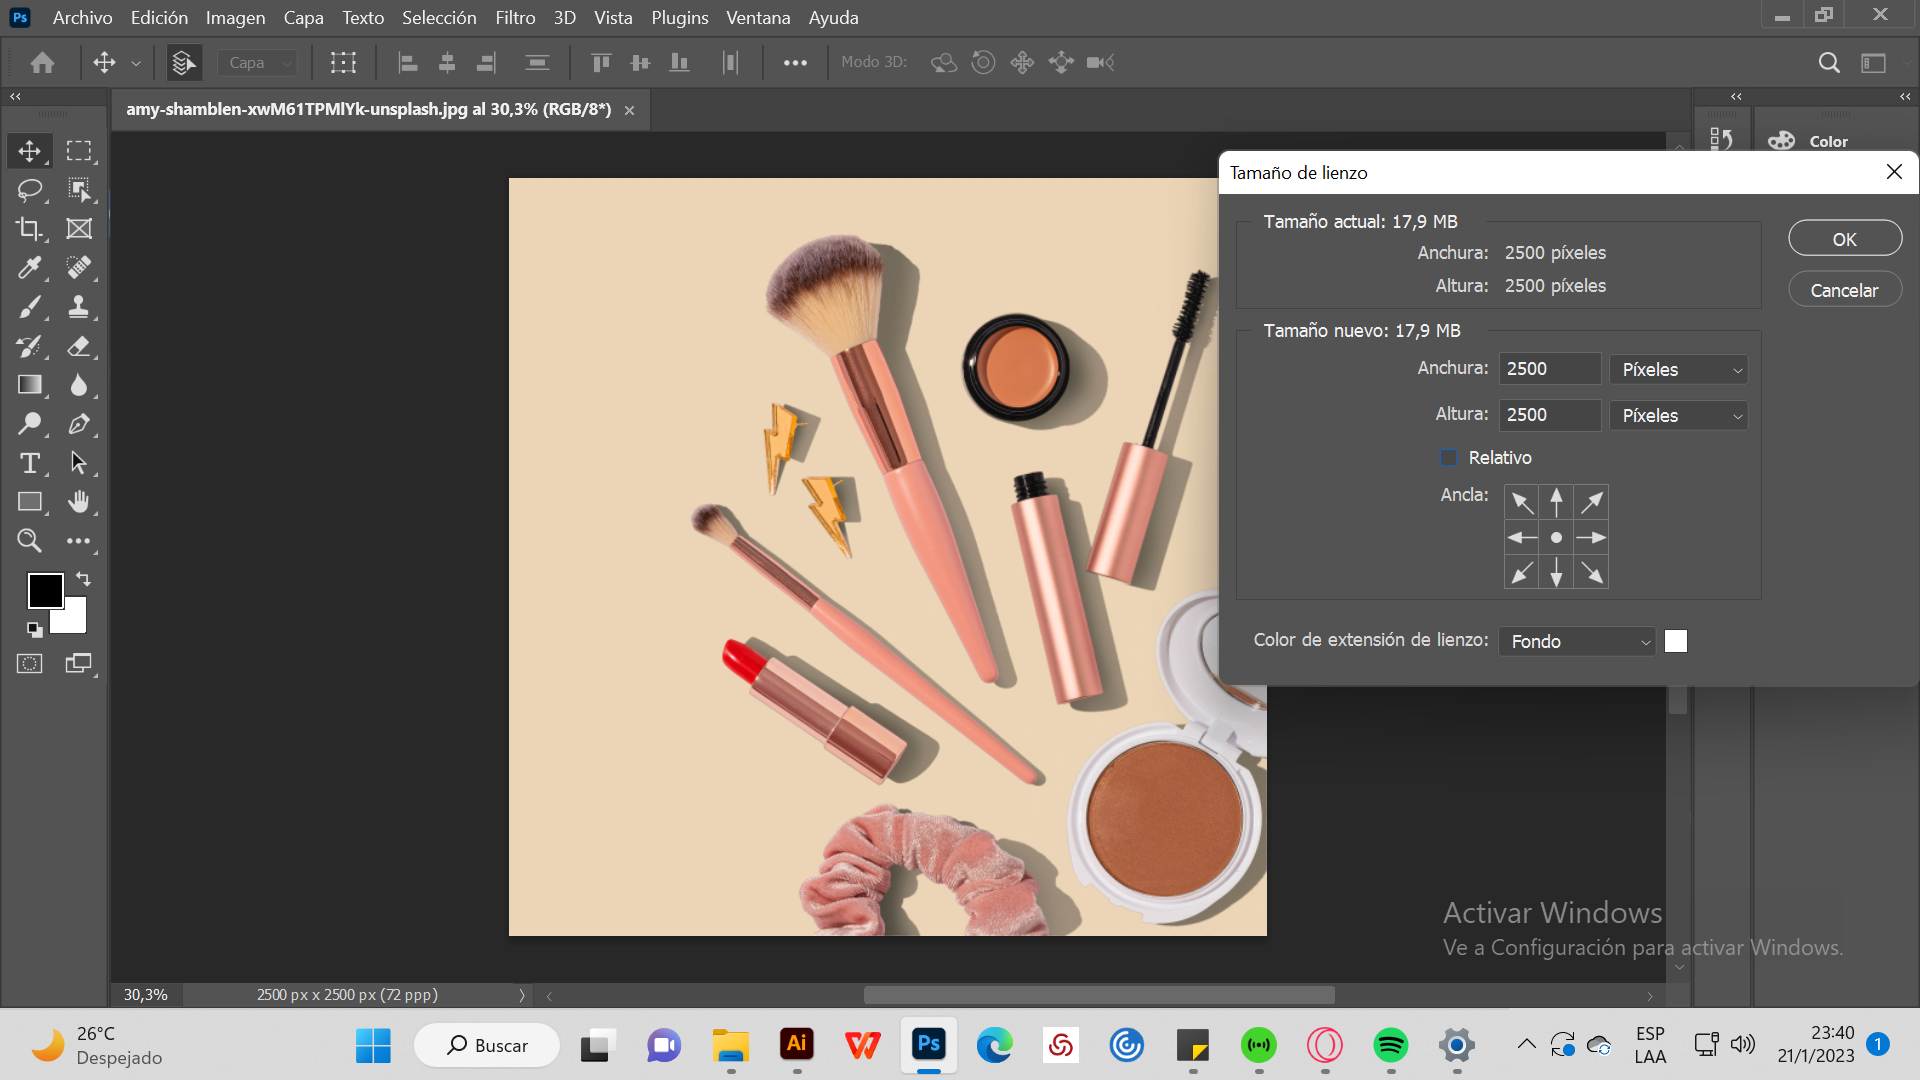 Ps Archivo Edición Imagen Capa Texto Selección Filtro 3D Vista Plugins Ventana Ayuda
Capa
Modo 3D:
amy-shamblen-xwM61TPMlYk-unsplash.jpg al 30,3% (RGB/8*)
Color
Tamaño de lienzo
Tamaño actual: 17,9 MB
Anchura: 2500 píxeles
Altura: 2500 píxeles
OK
Cancelar
Tamaño nuevo: 17,9 MB
Anchura: 2500 Píxeles
Altura: 2500 Píxeles
Relativo
Ancla:
Color de extensión de lienzo: Fondo
Activar Windows
Ve a Configuración para activar Windows.
30,3% 2500 px x 2500 px (72 ppp)
26°C
Despejado
Buscar
Ai
Ps
ESP
LAA
23:40
21/1/2023
1